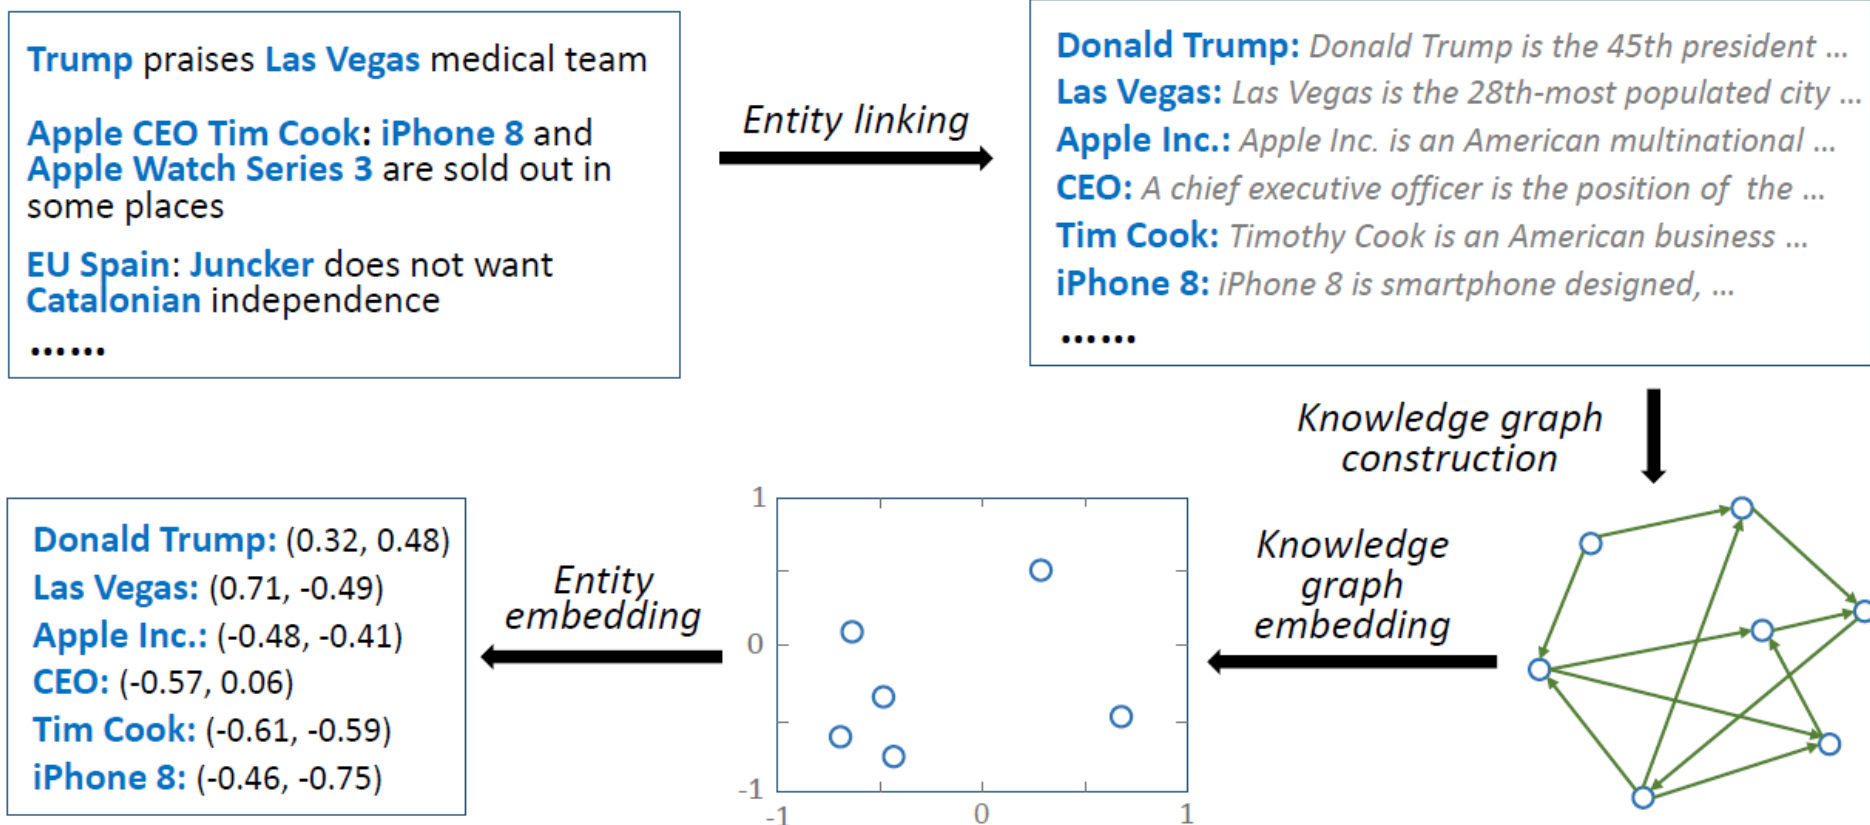 Trump praises Las Vegas medical team
Apple CEO Tim Cook: iPhone 8 and
Apple Watch Series 3 are sold out in
some places
EU Spain: Juncker does not want
Catalonian independence
......
Entity linking
Donald Trump: Donald Trump is the 45th president ...
Las Vegas: Las Vegas is the 28th-most populated city ...
Apple Inc.: Apple Inc. is an American multinational ...
CEO: A chief executive officer is the position of the ...
Tim Cook: Timothy Cook is an American business ...
iPhone 8: iPhone 8 is smartphone designed, ...
......
Knowledge graph
construction
Knowledge
graph
embedding
1
0
-1
-1
0
1
Entity
embedding
Donald Trump: (0.32, 0.48)
Las Vegas: (0.71, -0.49)
Apple Inc.: (-0.48, -0.41)
CEO: (-0.57, 0.06)
Tim Cook: (-0.61, -0.59)
iPhone 8: (-0.46, -0.75)